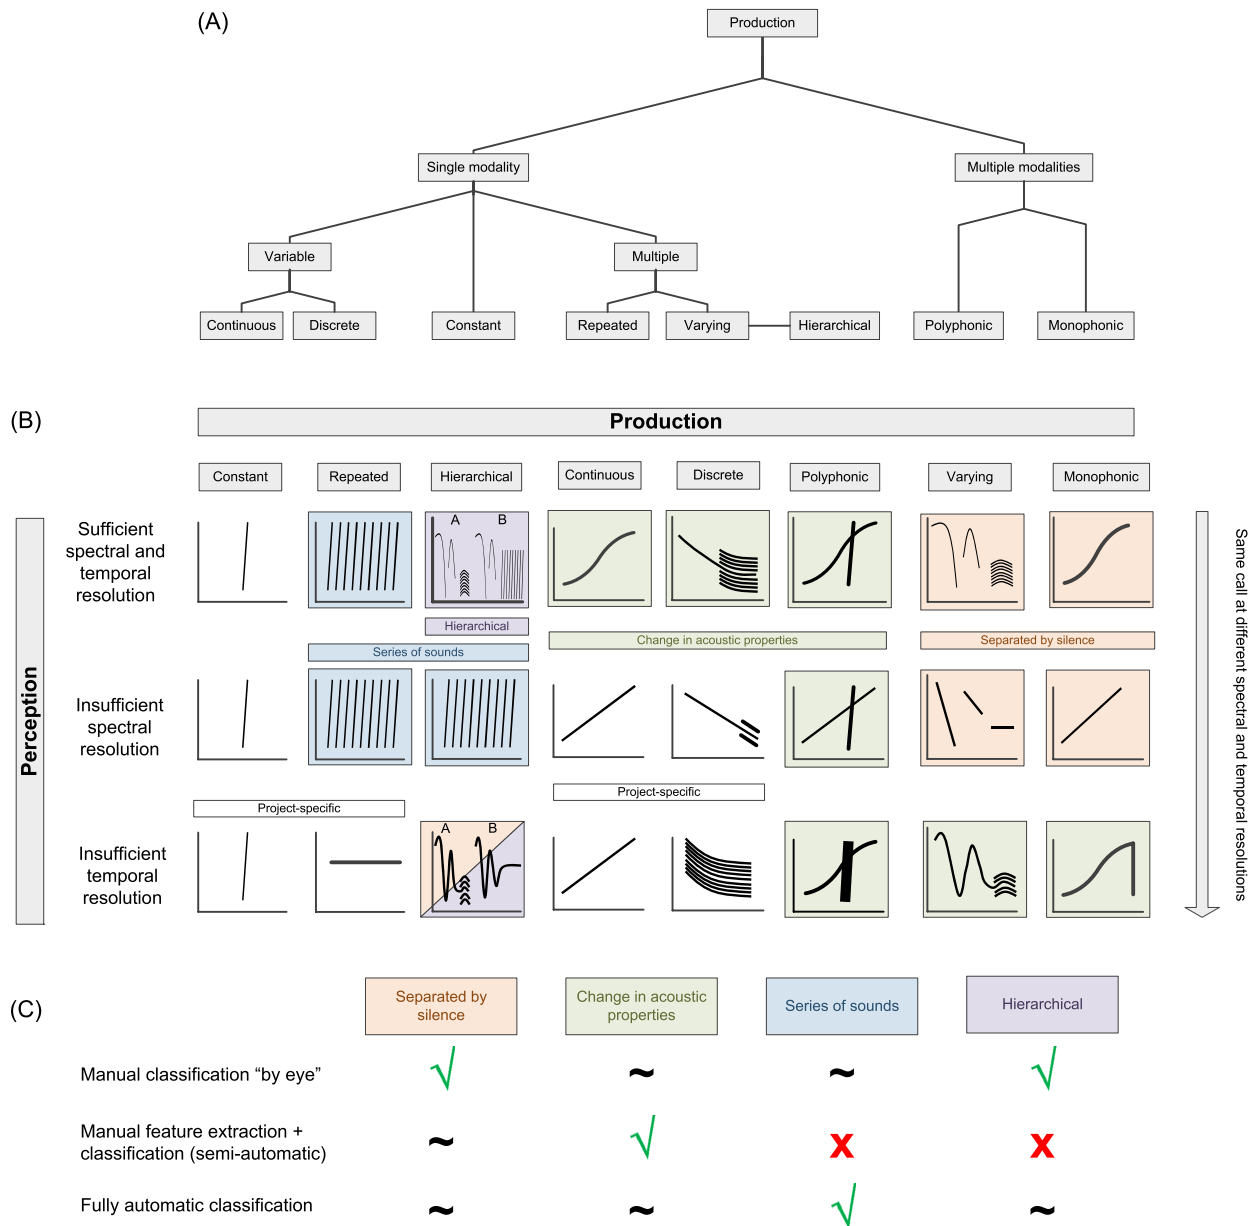 (A)
Production
Single modality
Multiple modalities
Variable
Multiple
Continuous
Discrete
Constant
Repeated
Varying
Hierarchical
Polyphonic
Monophonic
(B)
Production
Constant
Repeated
Hierarchical
Continuous
Discrete
Polyphonic
Varying
Monophonic
Perception
Sufficient
spectral and
temporal
resolution
A
B
Hierarchical
Series of sounds
Change in acoustic properties
Separated by silence
Insufficient
spectral
resolution
Project-specific
Project-specific
Insufficient
temporal
resolution
A
B
Same call at different spectral and temporal resolutions
(C)
Separated by
silence
Change in acoustic
properties
Series of sounds
Hierarchical
Manual classification “by eye”
√ ~ ~ √
Manual feature extraction +
classification (semi-automatic)
~ √ X X
Fully automatic classification
~ ~ √ ~